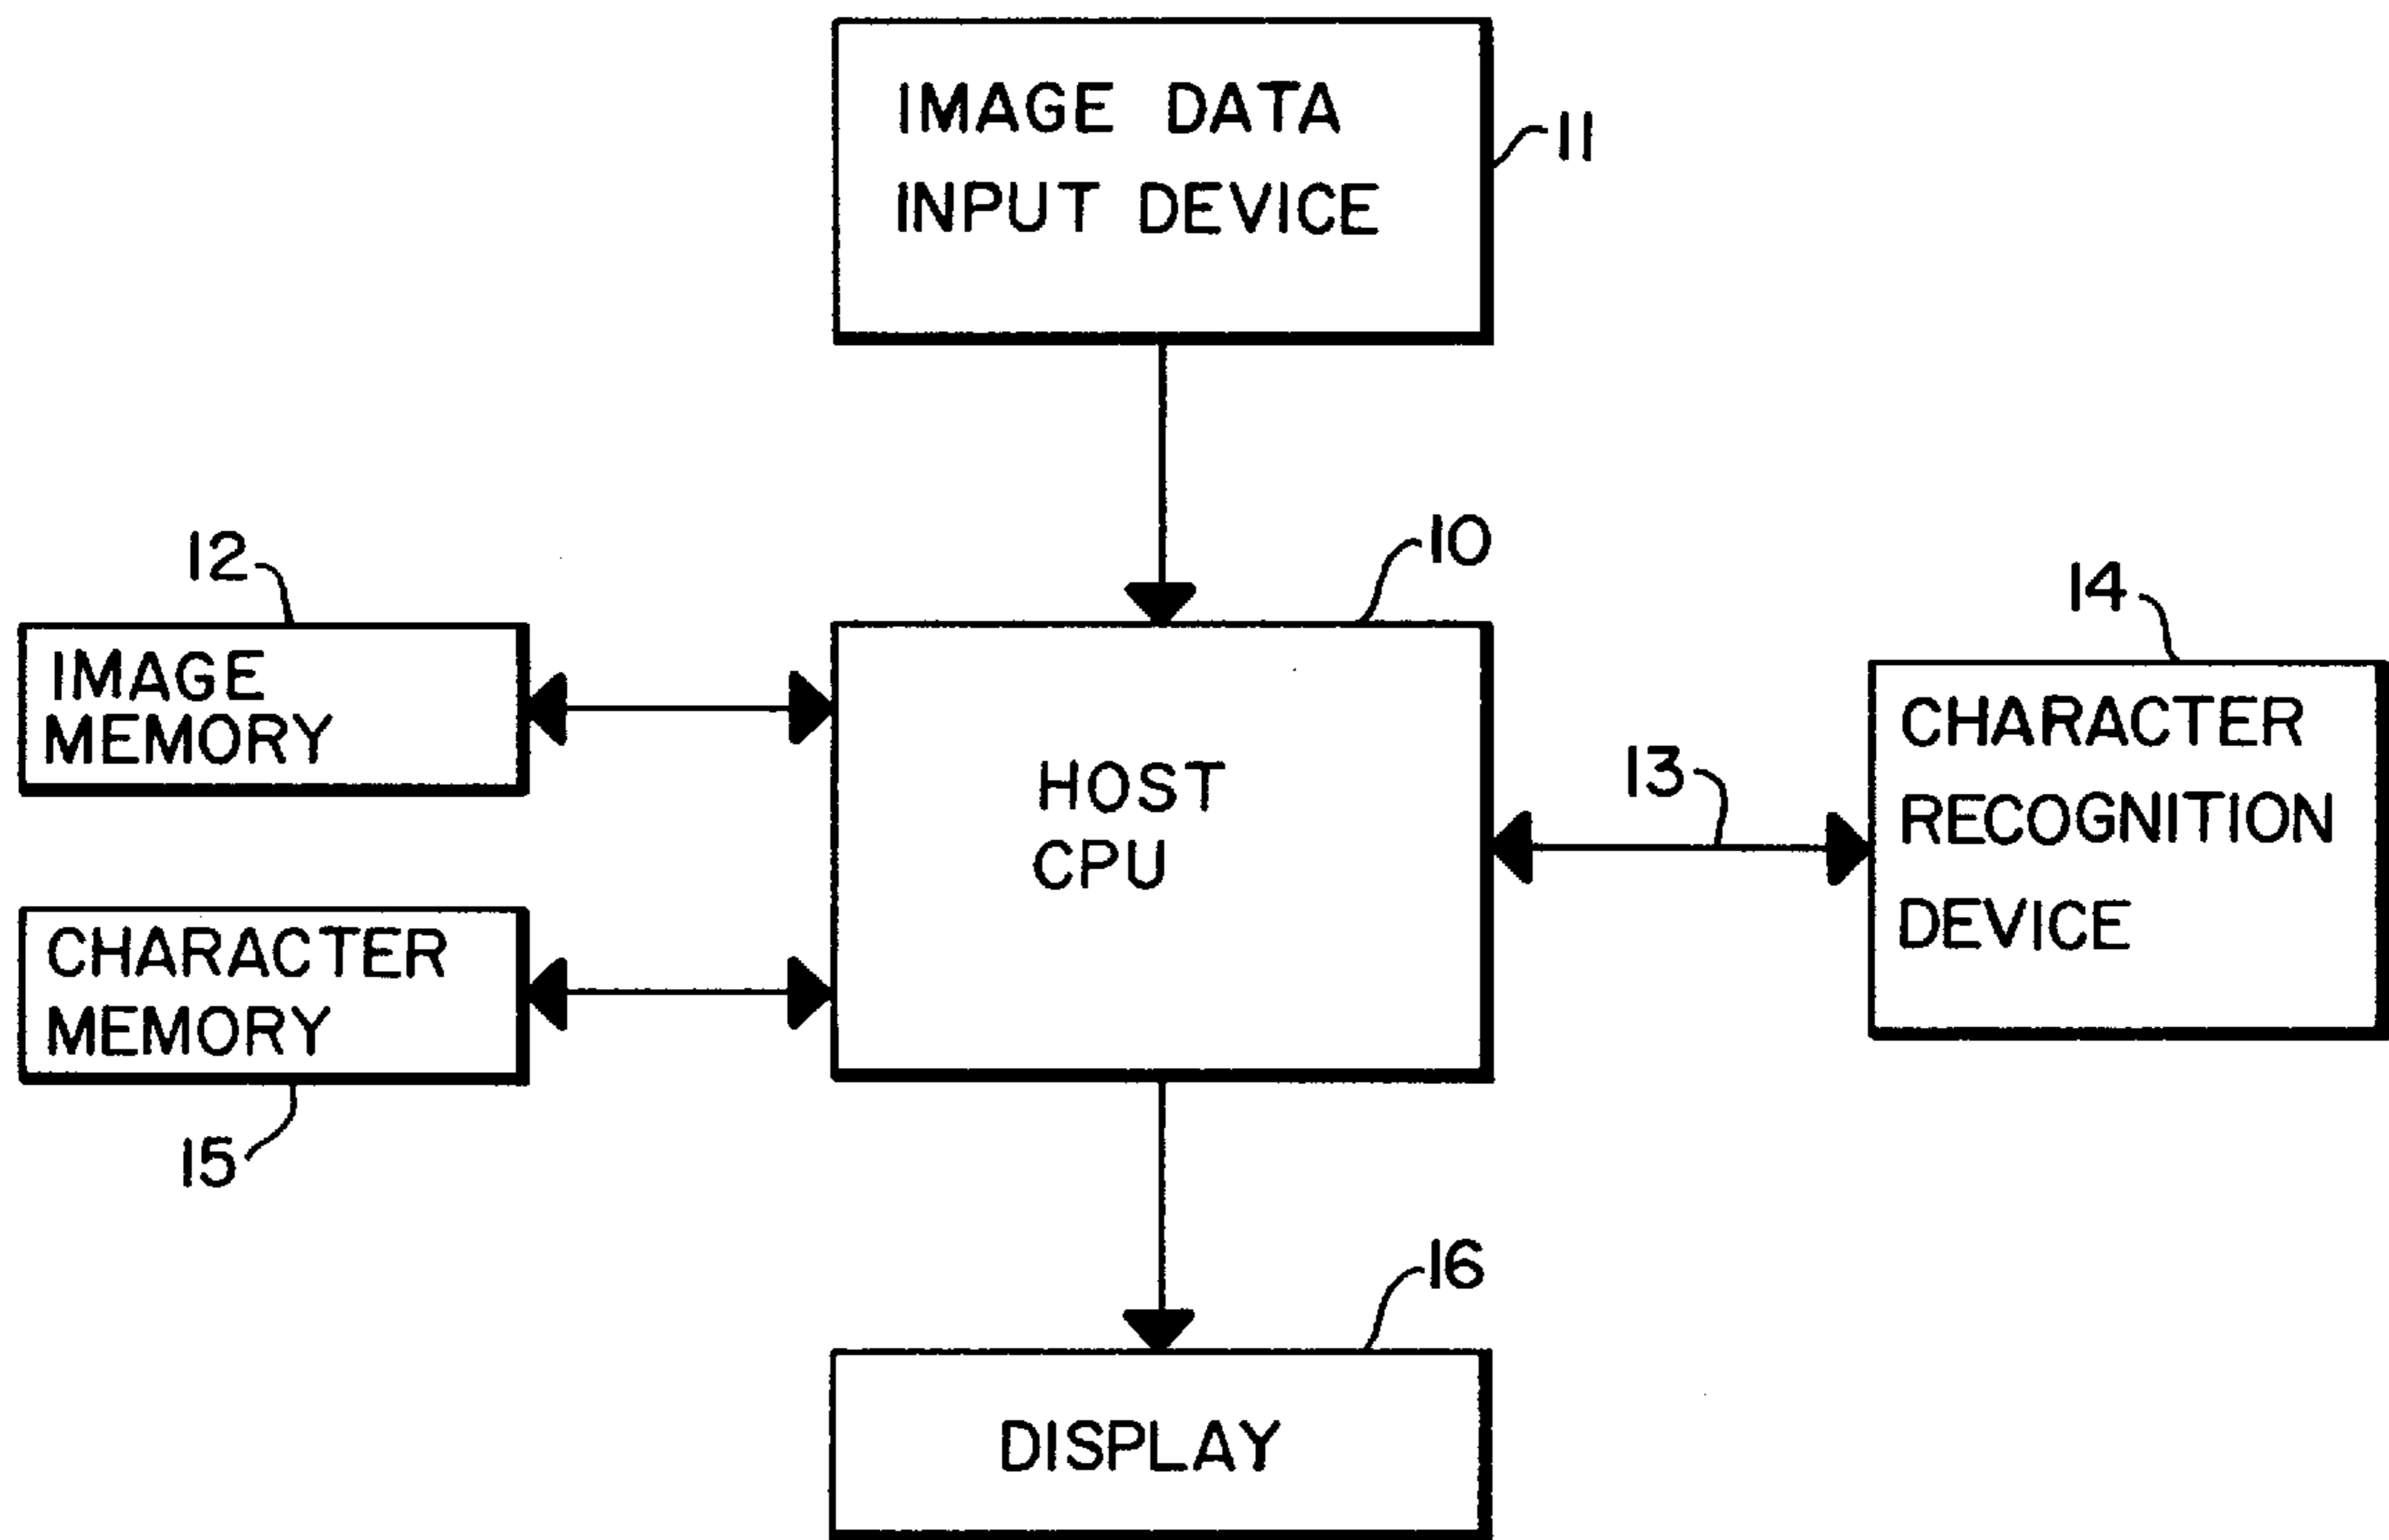 IMAGE DATA
INPUT DEVICE
11
12
IMAGE
MEMORY
10
HOST
CPU
13
14
CHARACTER
RECOGNITION
DEVICE
CHARACTER
MEMORY
15
16
DISPLAY